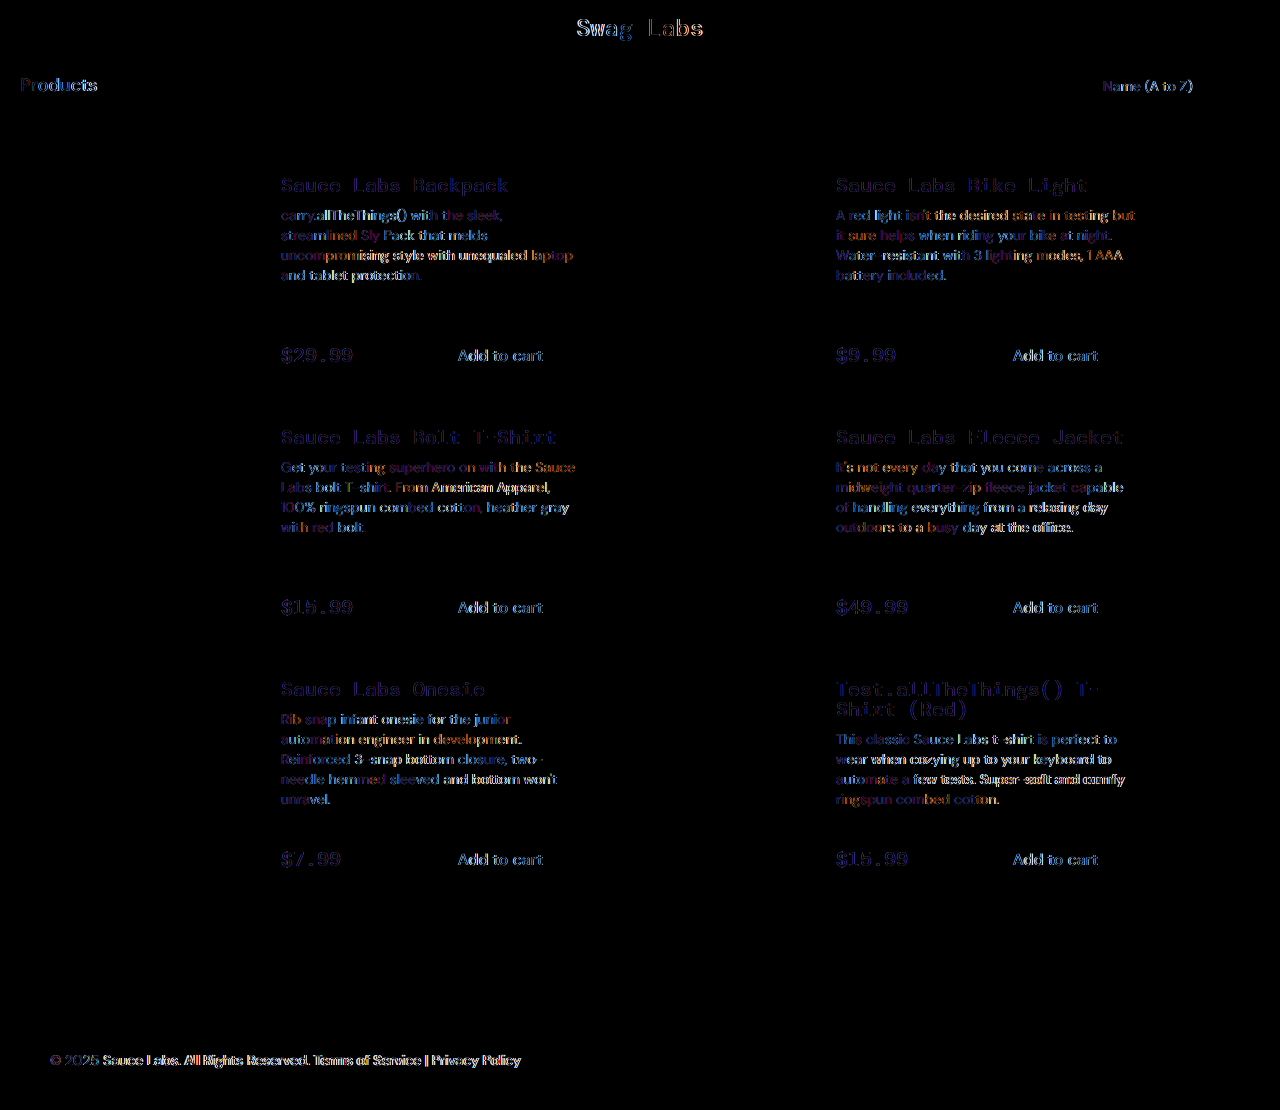 Swag Labs
Products
Name (A to Z)
Sauce Labs Backpack
carry.allTheThings() with the sleek,
streamlined Sly Pack that melds
uncompromising style with unequaled laptop
and tablet protection.
$29.99
Add to cart
Sauce Labs Bike Light
A red light isn't the desired state in testing but
it sure helps when riding your bike at night.
Water-resistant with 3 lighting modes, 1 AAA
battery included.
$9.99
Add to cart
Sauce Labs Bolt T-Shirt
Get your testing superhero on with the Sauce
Labs bolt T-shirt. From American Apparel,
100% ringspun combed cotton, heather gray
with red bolt.
$15.99
Add to cart
Sauce Labs Fleece Jacket
It's not every day that you come across a
midweight quarter-zip fleece jacket capable
of handling everything from a relaxing day
outdoors to a busy day at the office.
$49.99
Add to cart
Sauce Labs Onesie
Rib snap infant onesie for the junior
automation engineer in development.
Reinforced 3-snap bottom closure, two-
needle hemmed sleeved and bottom won't
unravel.
$7.99
Add to cart
Test.allTheThings() T-
Shirt (Red)
This classic Sauce Labs t-shirt is perfect to
wear when cozying up to your keyboard to
automate a few tests. Super-soft and comfy
ringspun combed cotton.
$15.99
Add to cart
© 2025 Sauce Labs. All Rights Reserved. Terms of Service | Privacy Policy